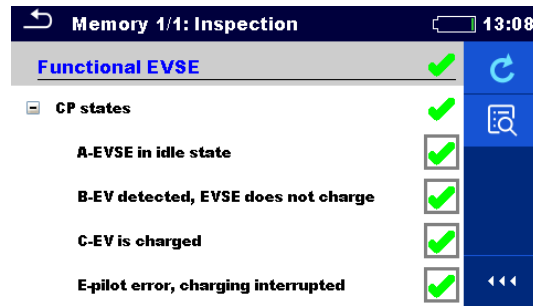 Memory 1/1: Inspection 13:08
Functional EVSE
CP states
A-EVSE in idle state
B-EV detected, EVSE does not charge
C-EV is charged
E-pilot error, charging interrupted